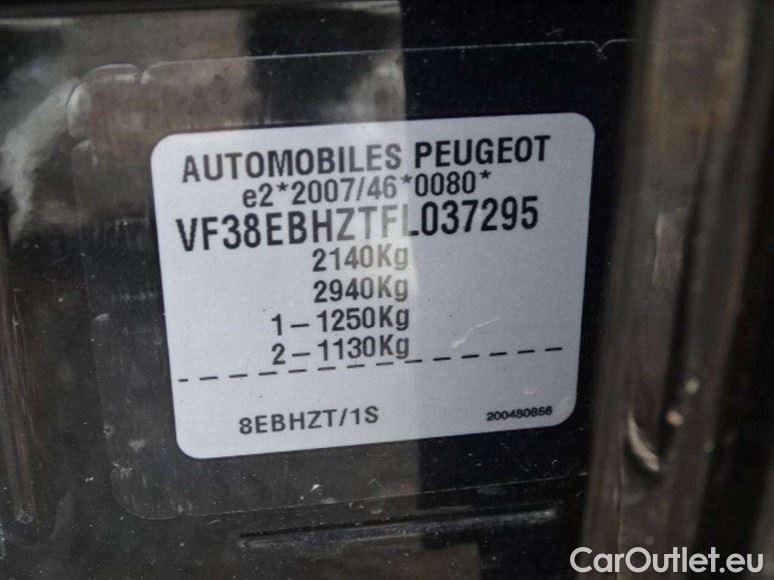 AUTOMOBILES PEUGEOT
e2*2007/46*0080*
VF38EBHZTFL037295
2140Kg
2940Kg
1-1250Kg
2-1130Kg
8EBHZT/1S
200480856
CarOutlet.eu